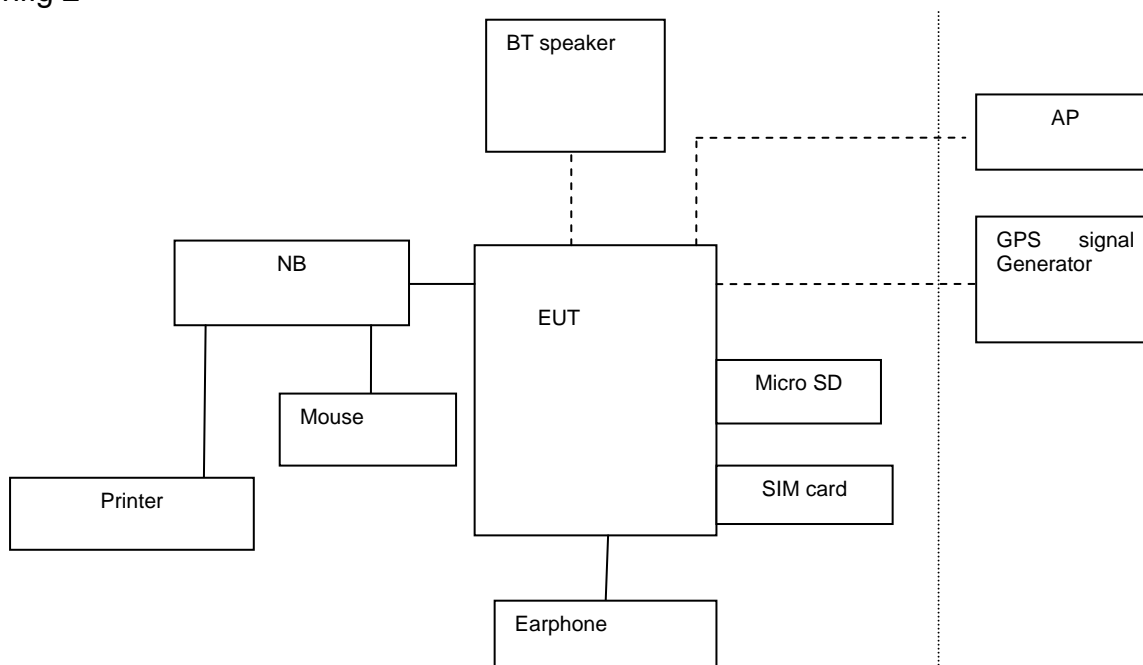 BT speaker
AP
GPS signal
Generator
NB
EUT
Micro SD
Mouse
SIM card
Printer
Earphone